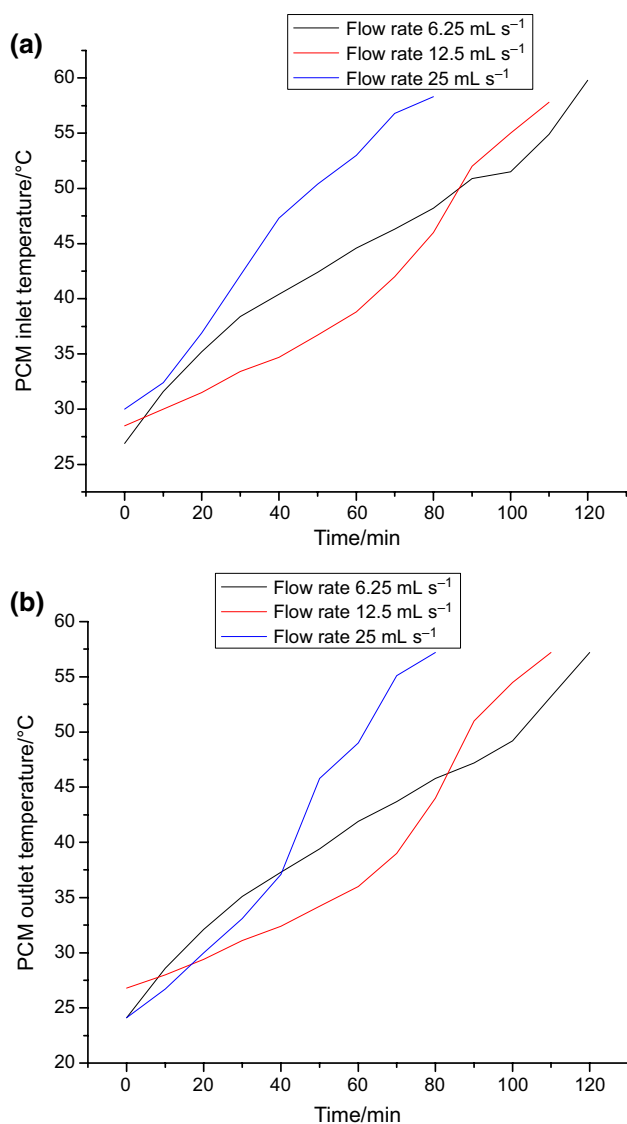 (a)
Flow rate 6.25 mL s⁻¹
Flow rate 12.5 mL s⁻¹
Flow rate 25 mL s⁻¹
60
55
50
45
40
35
30
25
PCM inlet temperature/°C
0 20 40 60 80 100 120
Time/min
(b)
Flow rate 6.25 mL s⁻¹
Flow rate 12.5 mL s⁻¹
Flow rate 25 mL s⁻¹
60
55
50
45
40
35
30
25
20
PCM outlet temperature/°C
0 20 40 60 80 100 120
Time/min